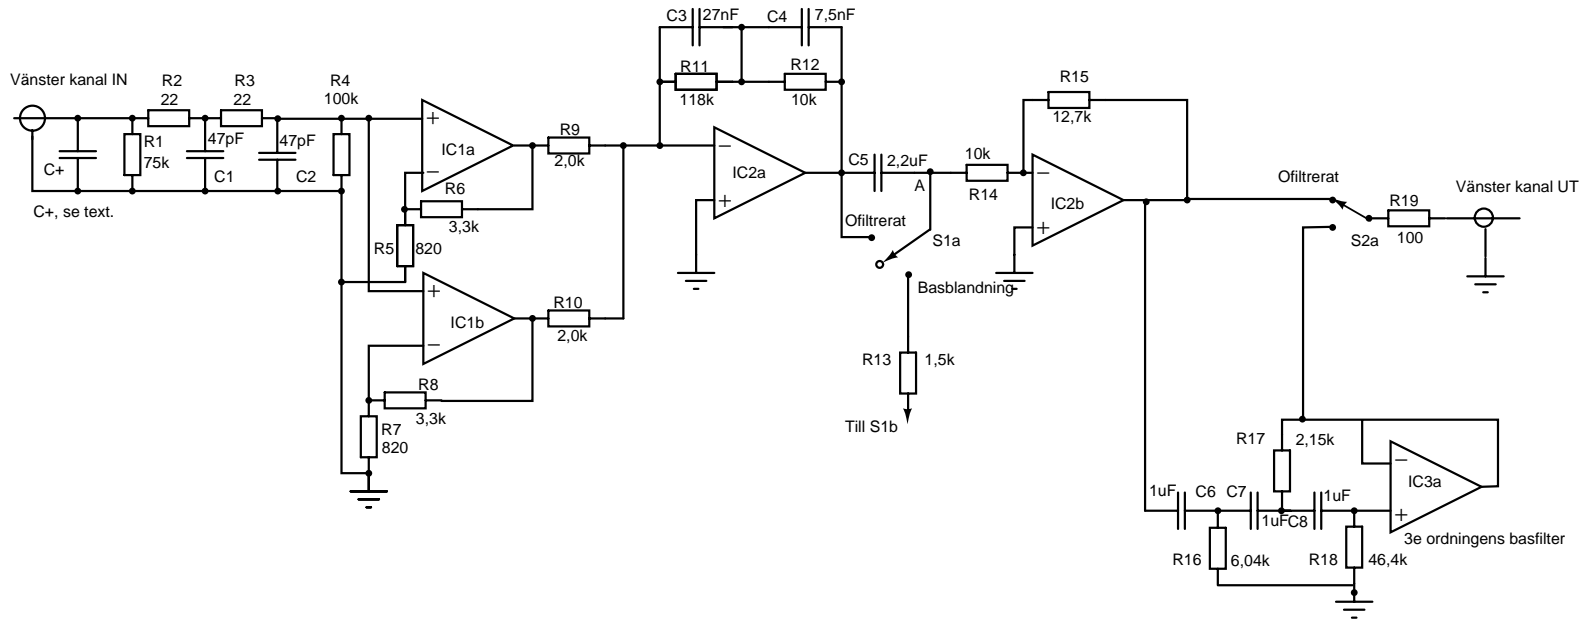 Vänster kanal IN
C+
C+, se text.
R1
75k
R2
22
47pF
C1
R3
22
47pF
C2
R4
100k
+
−
IC1a
R6
3,3k
R5
820
+
−
IC1b
R8
3,3k
R7
820
R9
2,0k
R10
2,0k
C3
27nF
C4
7,5nF
R11
118k
R12
10k
−
+
IC2a
C5
2,2uF
A
Ofiltrerat
S1a
Basblandning
R13
1,5k
Till S1b
10k
R14
R15
12,7k
−
+
IC2b
Ofiltrerat
S2a
R19
100
Vänster kanal UT
1uF
C6
C7
1uF
C8
1uF
R16
6,04k
R17
2,15k
R18
46,4k
−
+
IC3a
3e ordningens basfilter